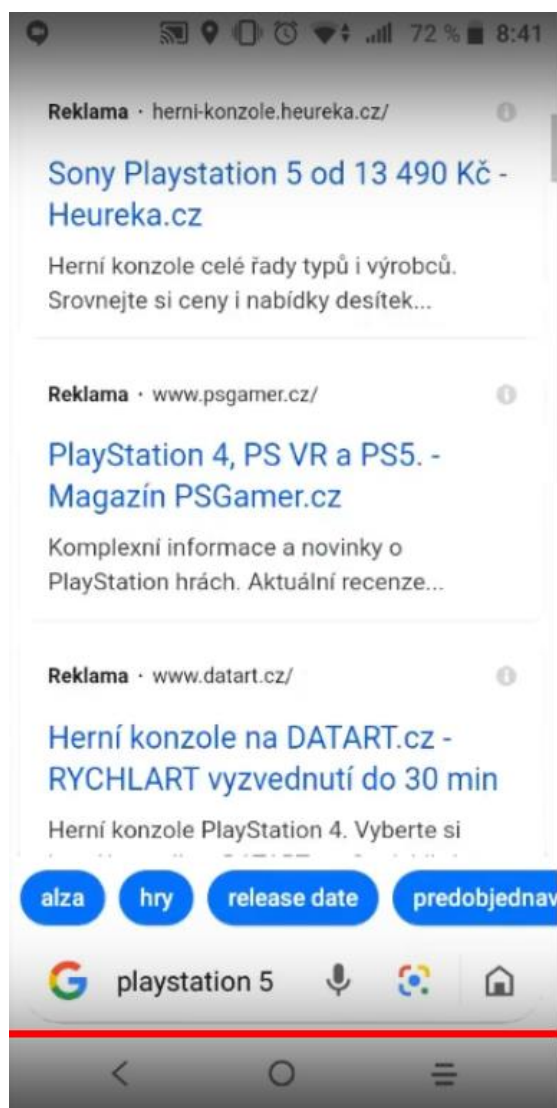 72 % 8:41
Reklama · herni-konzole.heureka.cz/
Sony Playstation 5 od 13 490 Kč -
Heureka.cz
Herní konzole celé řady typů i výrobců.
Srovnejte si ceny i nabídky desítek...
Reklama · www.psgamer.cz/
PlayStation 4, PS VR a PS5. -
Magazín PSGamer.cz
Komplexní informace a novinky o
PlayStation hrách. Aktuální recenze...
Reklama · www.datart.cz/
Herní konzole na DATART.cz -
RYCHLART vyzvednutí do 30 min
Herní konzole PlayStation 4. Vyberte si
alza hry release date predobjednav
playstation 5